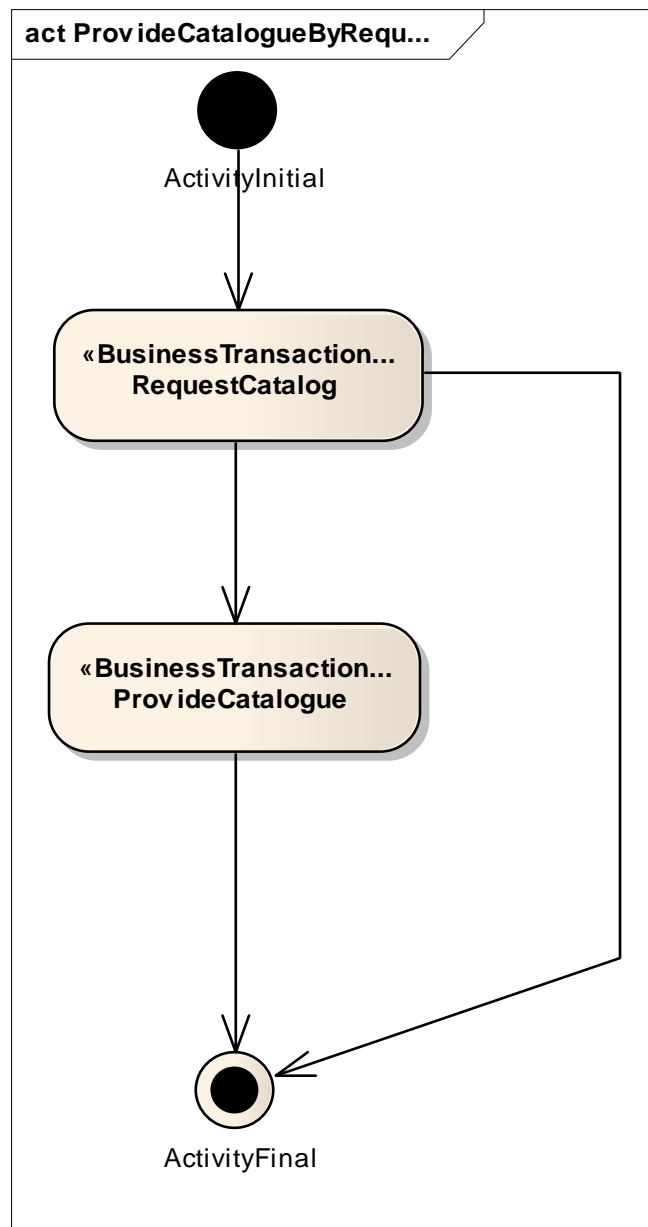 act ProvideCatalogueByRequ...
ActivityInitial
«BusinessTransaction...
RequestCatalog
«BusinessTransaction...
ProvideCatalogue
ActivityFinal